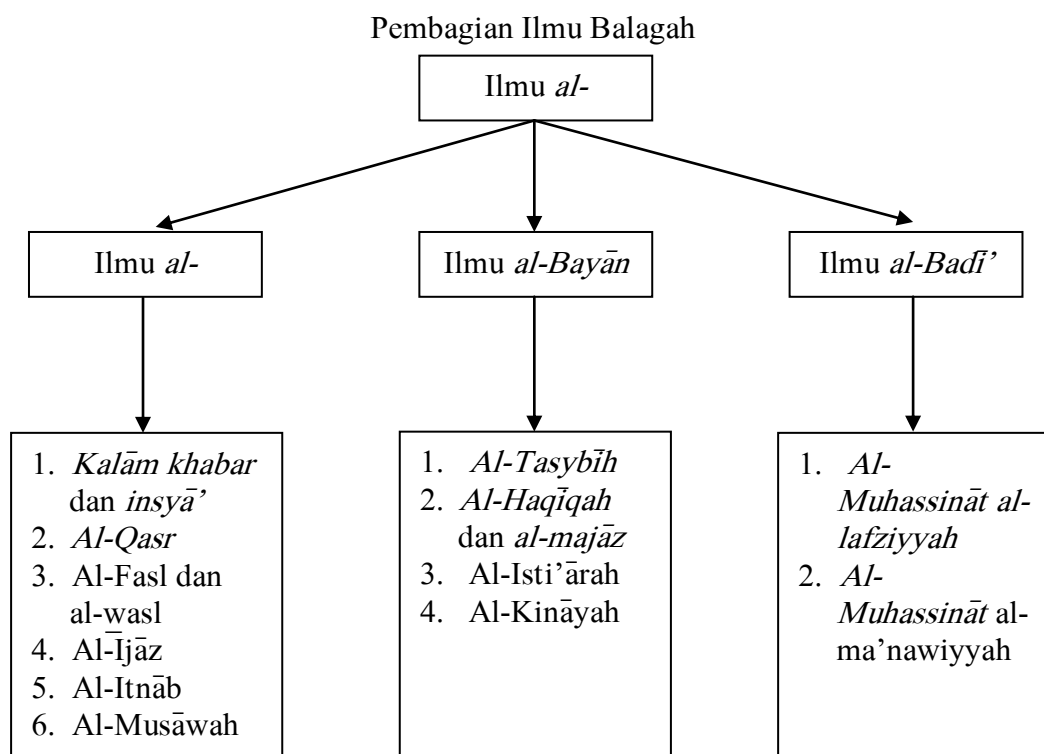 Pembagian Ilmu Balagah
Ilmu al-
Ilmu al-
Ilmu al-Bayān
Ilmu al-Badī’
1. Kalām khabar
dan insyā’
2. Al-Qasr
3. Al-Fasl dan
al-wasl
4. Al-Ījāz
5. Al-Itnāb
6. Al-Musāwah
1. Al-Tasybīh
2. Al-Haqīqah
dan al-majāz
3. Al-Isti’ārah
4. Al-Kināyah
1. Al-
Muhassināt al-
lafziyyah
2. Al-
Muhassināt al-
ma’nawiyyah